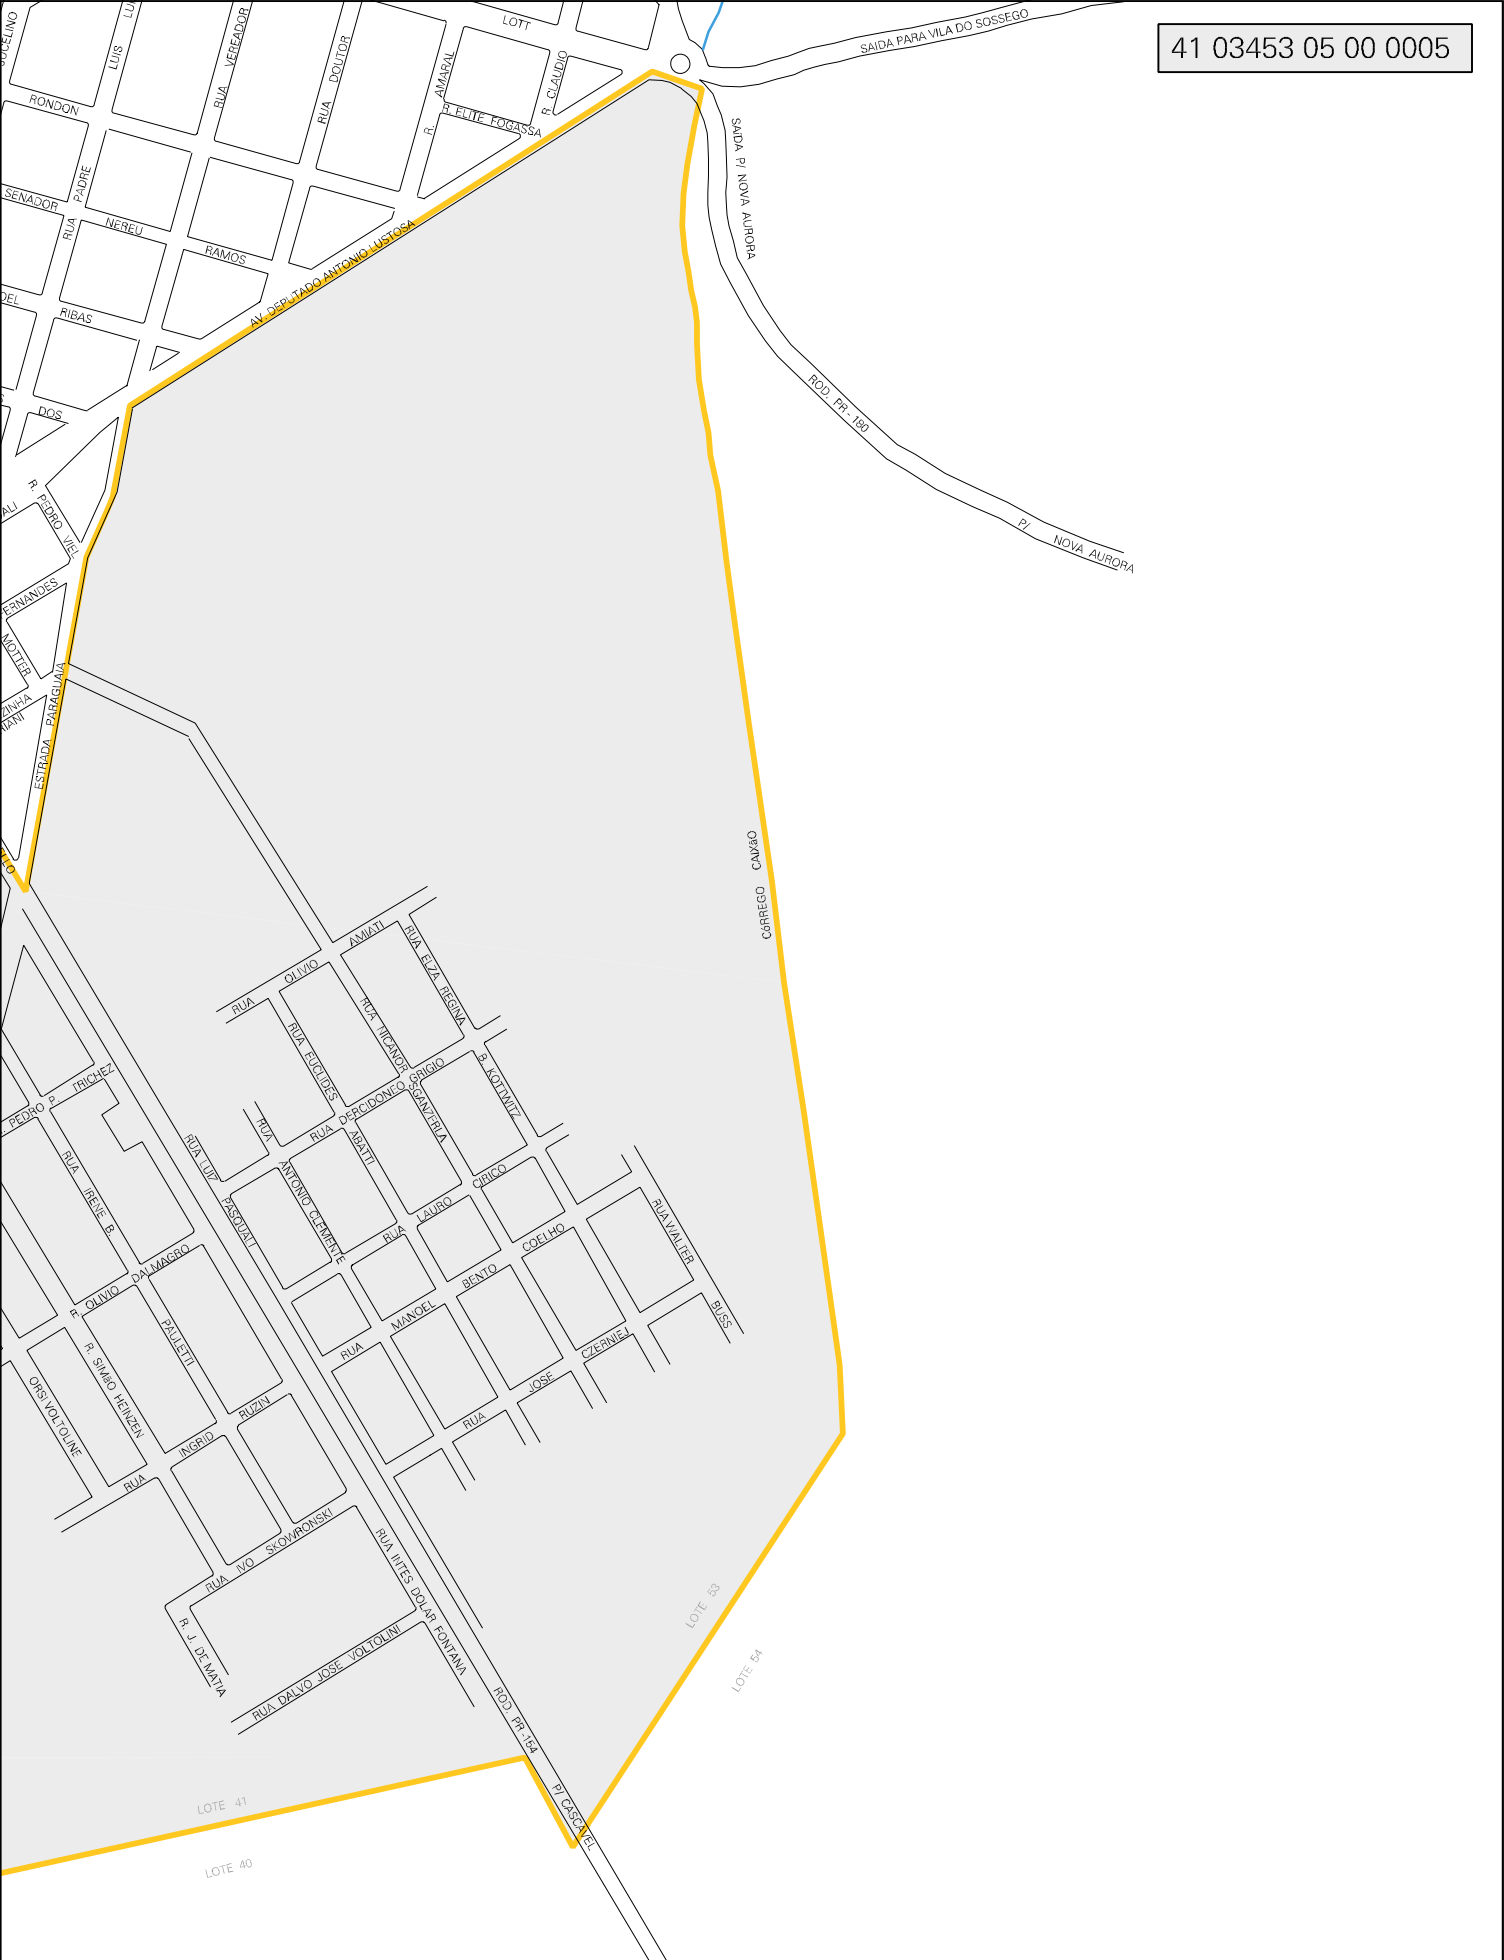 41 03453 05 00 0005
LOTT
SAIDA PARA VILA DO SOSSEGO
LUIS
RUA VEREADOR
RUA DOUTOR
R. AMARAL
R. CLAUDIO
RONDON
R. ELITE FOGASSA
SAIDA P/ NOVA AURORA
RUA PADRE
SENADOR NEREU RAMOS
AV. DEPUTADO ANTONIO LUSTOSA
RIBAS
DOS
ROD. PR - 180
P/ NOVA AURORA
R. PEDRO VIEL
MOTTER
ESTRADA PARAGUAIA
CóRREGO CAIXãO
RUA OLIVIO AMIATI
RUA ELZA REGINA B. KOTTWITZ
RUA NICANOR SGANZERLA
RUA EUCLIDES ABATTI
RUA DERCIDONEO GRIGIO
RUA ANTONIO CLEMENTE
RUA LUIZ PASQUALI
RUA LAURO CIRICO
RUA MANOEL BENTO COELHO
RUA WALTER BUSS
RUA JOSE CZERNIEJ
PEDRO P. TRICHEZ
RUA IRENE B. PAULETTI
R. OLIVIO DALMAGRO
R. SIMãO HEINZEN
ORSI VOLTOLINE
RUA INGRID RUZIN
RUA IVO SKOWRONSKI
R. J. DE MATIA
RUA INTES DOLAR FONTANA
RUA DALVO JOSE VOLTOLINI
ROD. PR -154
P/ CASCAVEL
LOTE 53
LOTE 54
LOTE 41
LOTE 40